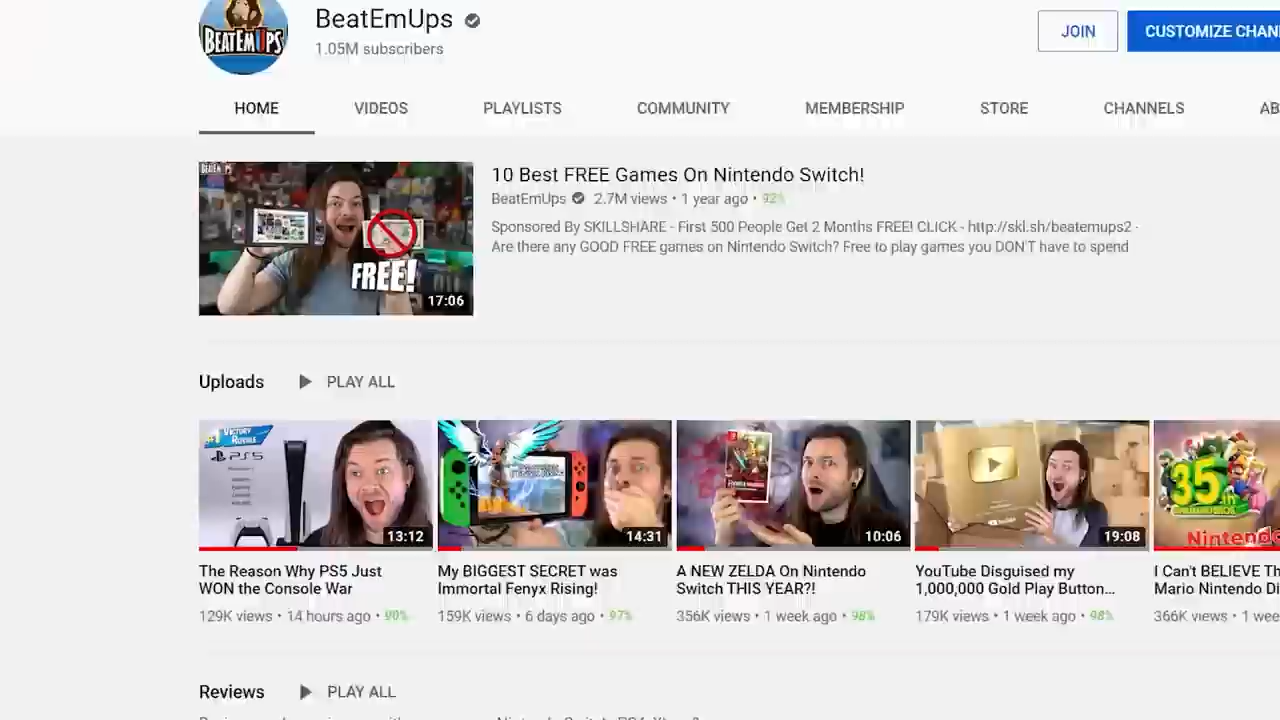 BeatEmUps
1.05M subscribers
JOIN
CUSTOMIZE CHAN
HOME
VIDEOS
PLAYLISTS
COMMUNITY
MEMBERSHIP
STORE
CHANNELS
AB
BEATEMUPS
FREE!
17:06
10 Best FREE Games On Nintendo Switch!
BeatEmUps 2.7M views • 1 year ago • 92%
Sponsored By SKILLSHARE - First 500 People Get 2 Months FREE! CLICK - http://skl.sh/beatemups2 -
Are there any GOOD FREE games on Nintendo Switch? Free to play games you DON'T have to spend
Uploads
PLAY ALL
#1 VICTORY
ROYALE
PS5
13:12
14:31
10:06
19:08
35th
Nintendo
The Reason Why PS5 Just
WON the Console War
129K views • 14 hours ago • 90%
My BIGGEST SECRET was
Immortal Fenyx Rising!
159K views • 6 days ago • 97%
A NEW ZELDA On Nintendo
Switch THIS YEAR?!
356K views • 1 week ago • 98%
YouTube Disguised my
1,000,000 Gold Play Button...
179K views • 1 week ago • 98%
I Can't BELIEVE Th
Mario Nintendo Di
366K views • 1 wee
Reviews
PLAY ALL